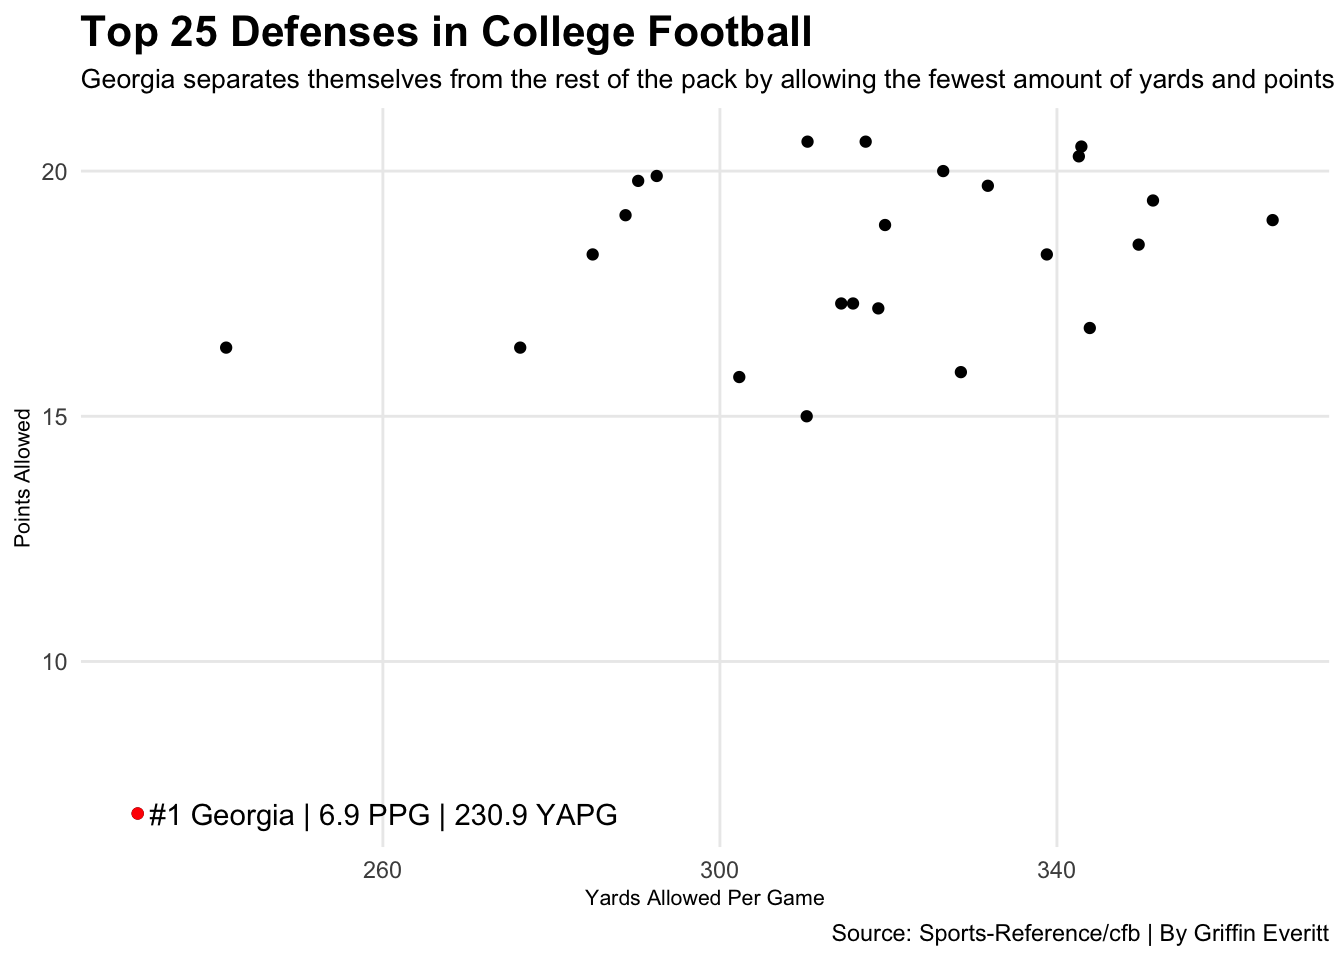 Top 25 Defenses in College Football
Georgia separates themselves from the rest of the pack by allowing the fewest amount of yards and points
20
15
10
Points Allowed
#1 Georgia | 6.9 PPG | 230.9 YAPG
260
300
340
Yards Allowed Per Game
Source: Sports-Reference/cfb | By Griffin Everitt